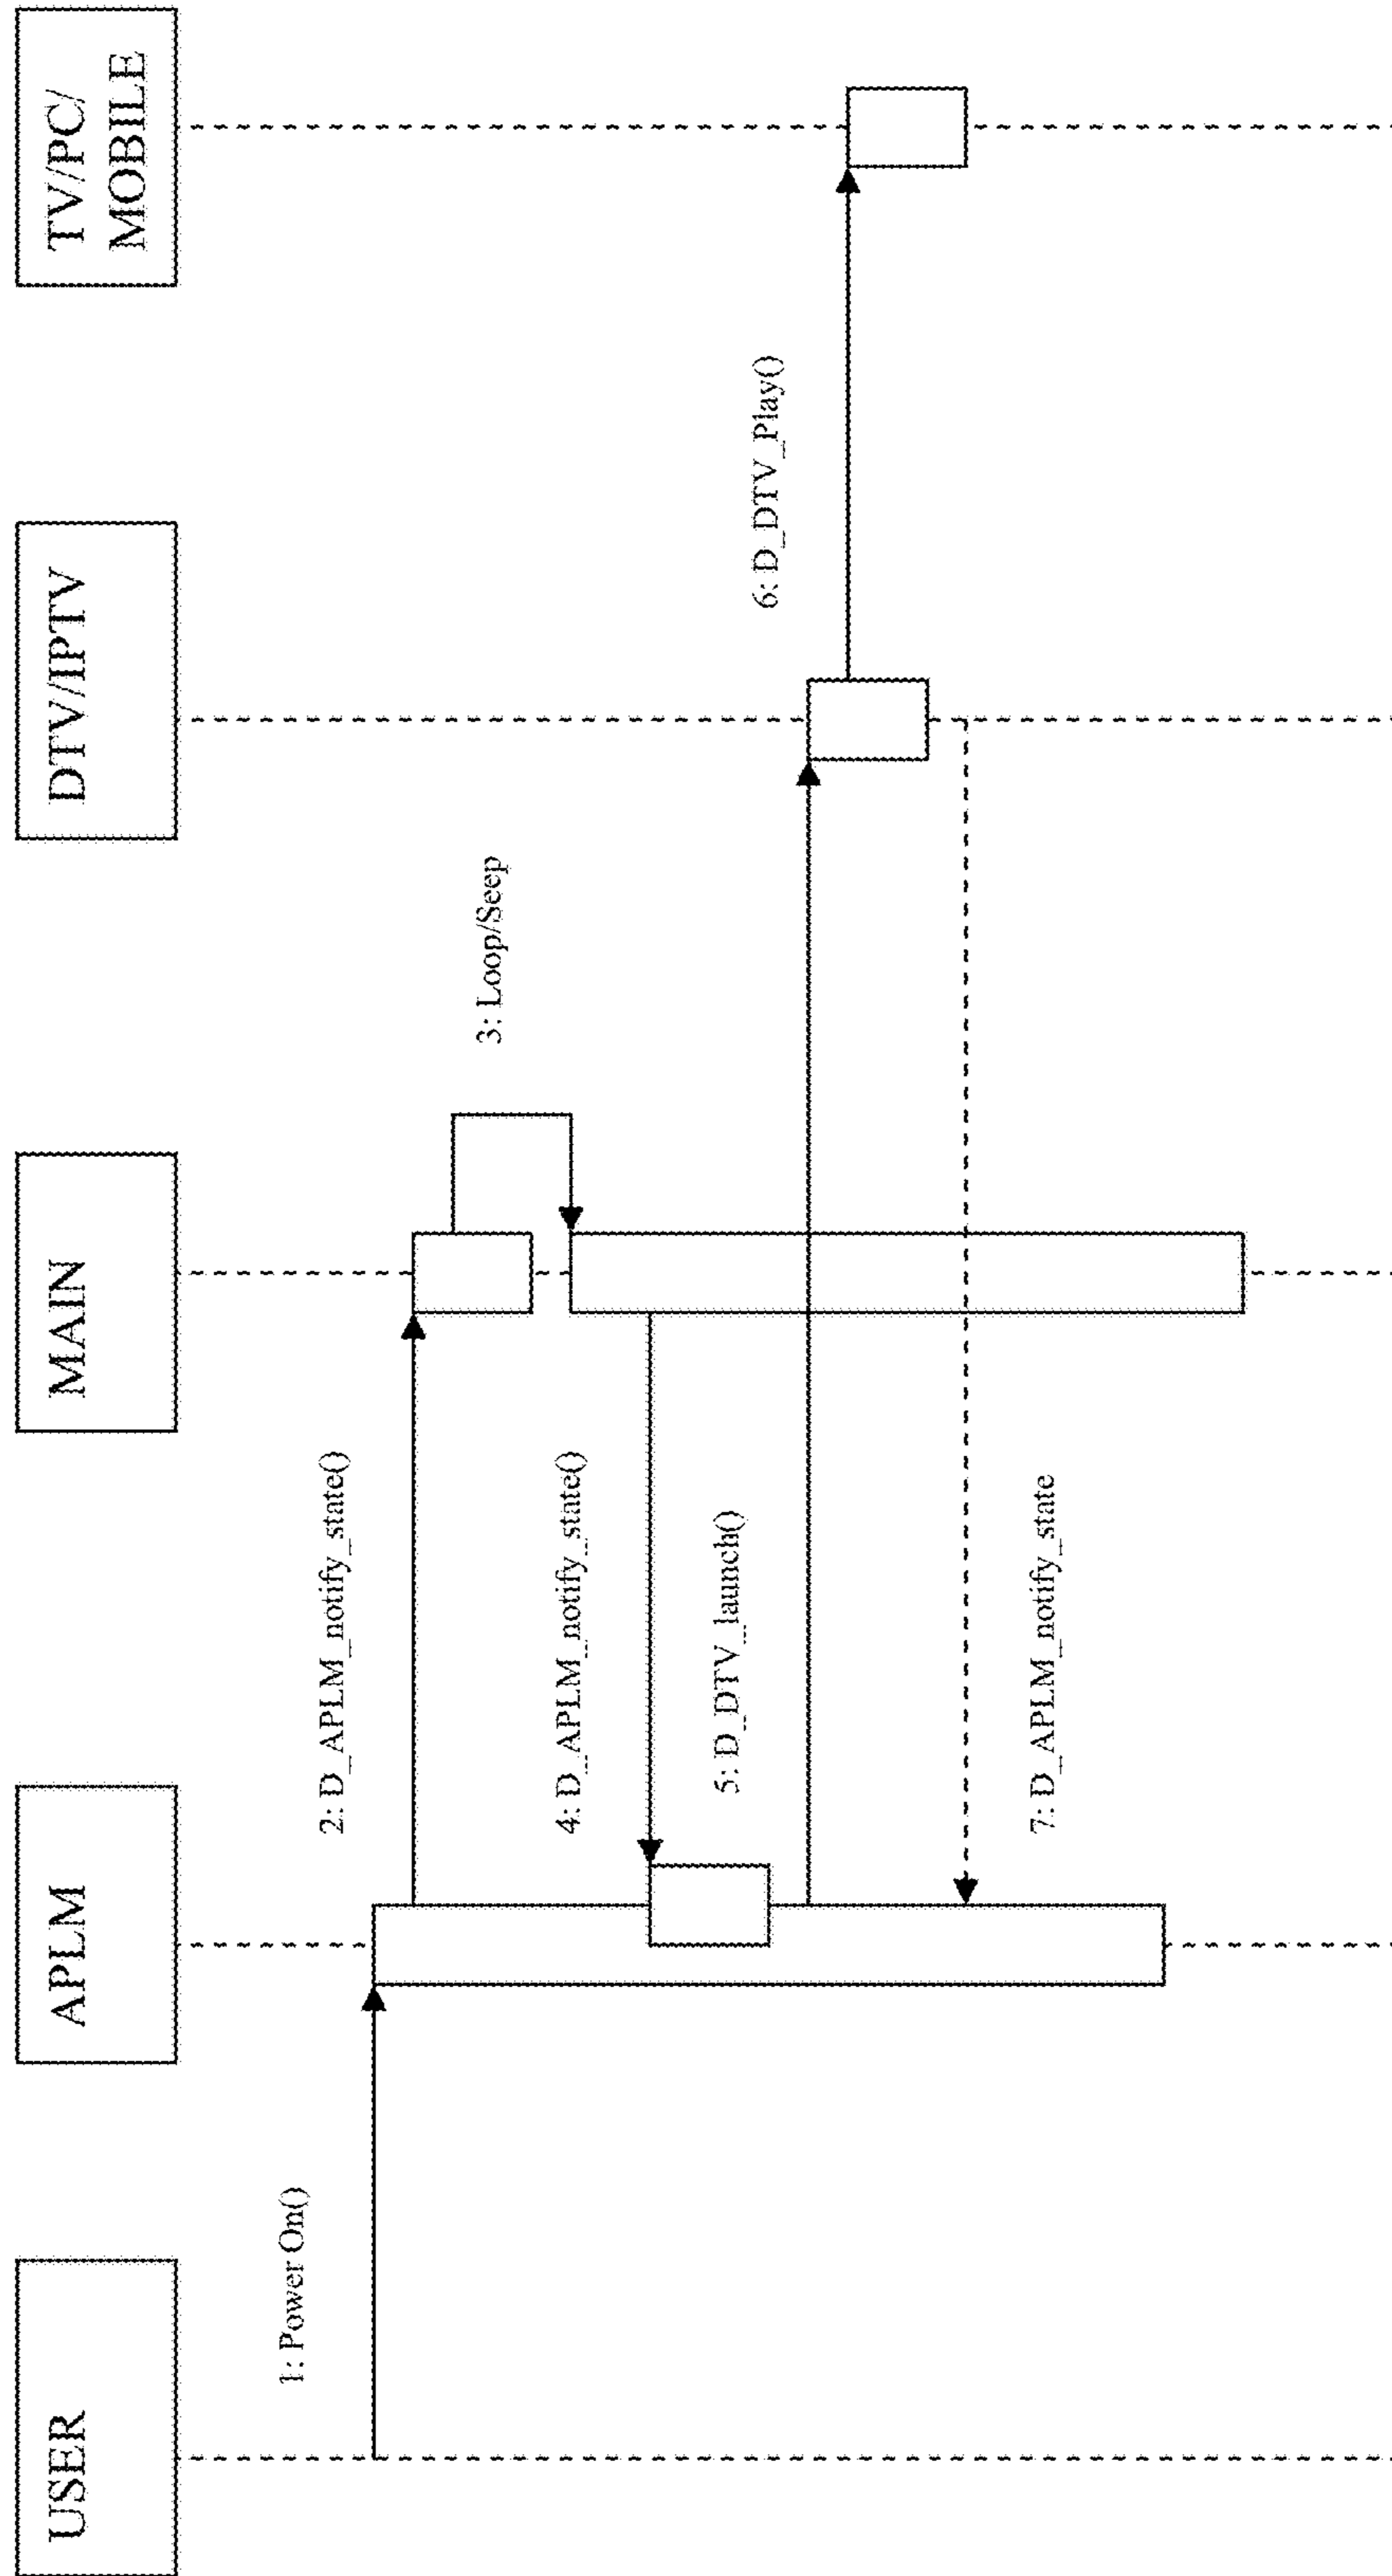 USER
APLM
MAIN
DTV/IPTV
TV/PC/
MOBILE
1: Power On()
2: D_APLM_notify_state()
3: Loop/Seep
4: D_APLM_notify_state()
5: D_DTV_launch()
6: D_DTV_Play()
7: D_APLM_notify_state